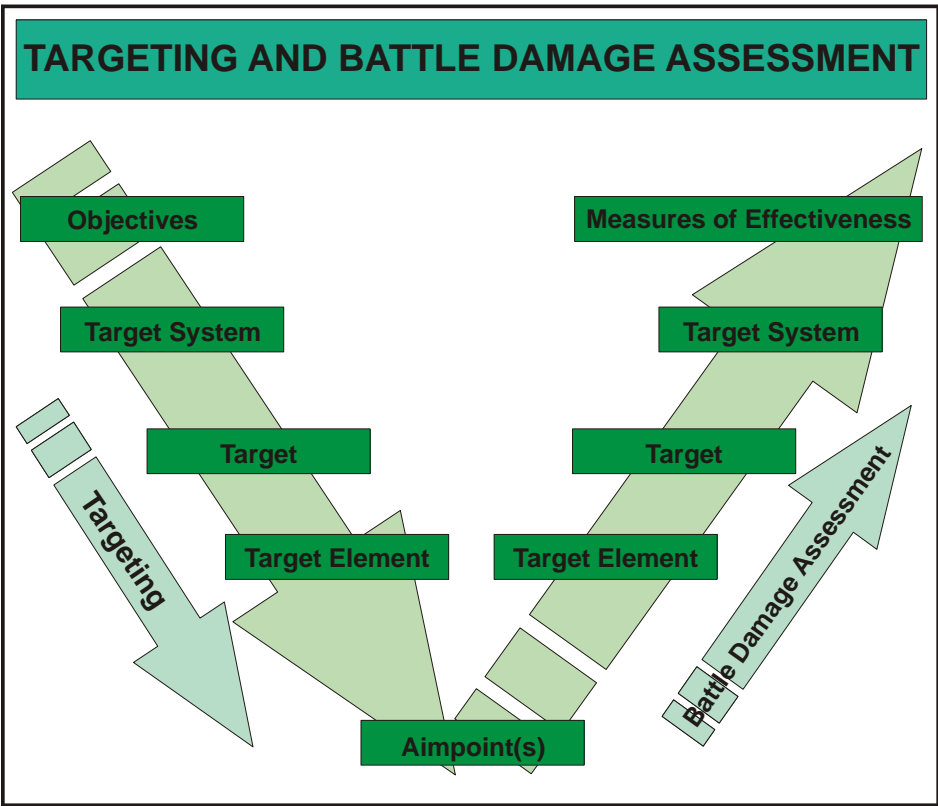 TARGETING AND BATTLE DAMAGE ASSESSMENT
Objectives
Target System
Target
Target Element
Targeting
Aimpoint(s)
Measures of Effectiveness
Target System
Target
Target Element
Battle Damage Assessment